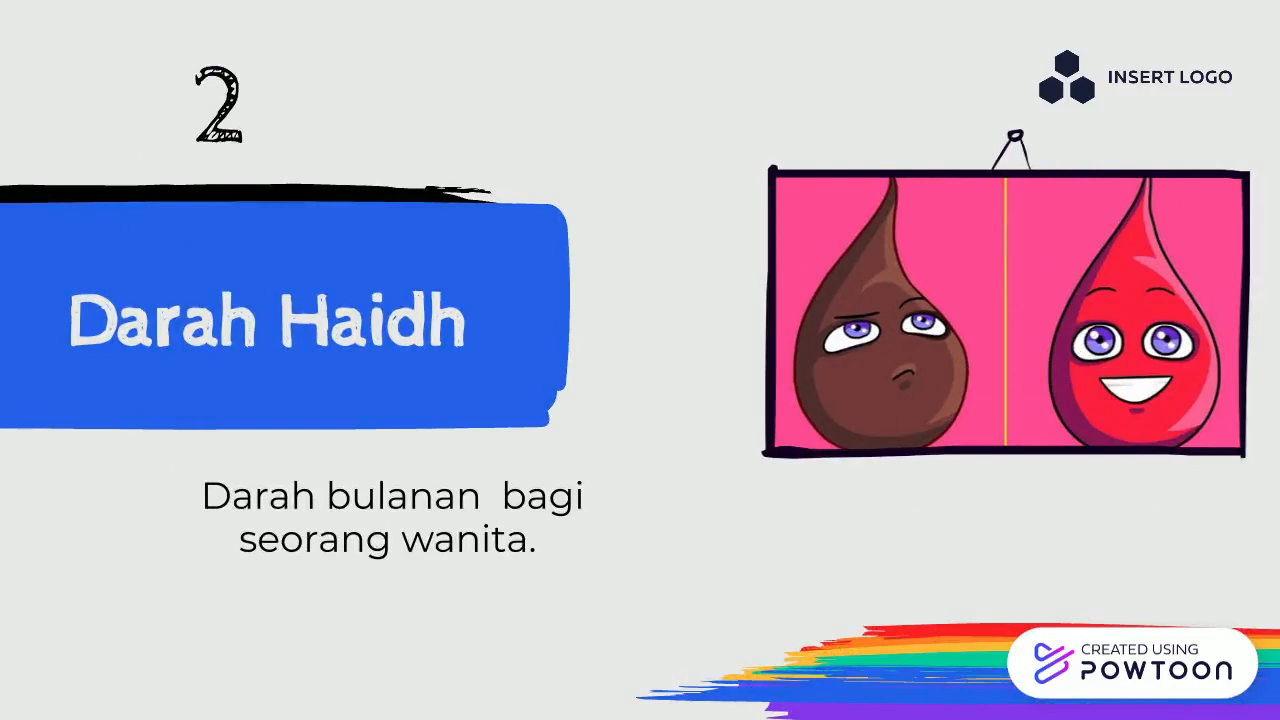 2
INSERT LOGO
Darah Haidh
Darah bulanan bagi
seorang wanita.
CREATED USING
POWTOON